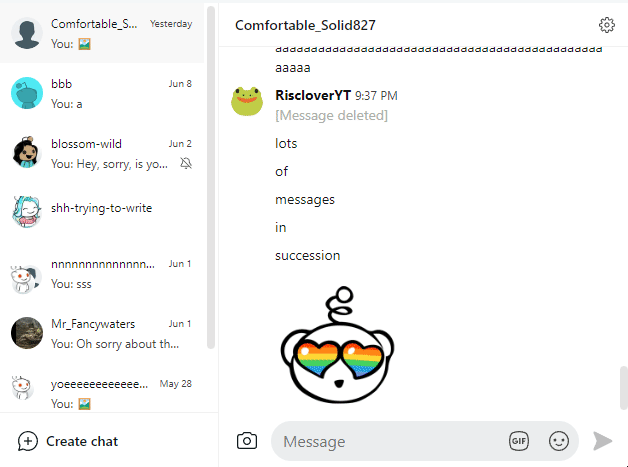 Comfortable_S... Yesterday
You: 🖼️
bbb Jun 8
You: a
blossom-wild Jun 2
You: Hey, sorry, is yo...
shh-trying-to-write
nnnnnnnnnnnnnn... Jun 1
You: sss
Mr_Fancywaters Jun 1
You: Oh sorry about th...
yoeeeeeeeeeeee... May 28
You: 🖼️
Create chat
Comfortable_Solid827
aaaaaaaaaaaaaaaaaaaaaaaaaaaaaaaaaaaaaaaaaaaaaa
aaaaa
RiscloverYT 9:37 PM
[Message deleted]
lots
of
messages
in
succession
Message
GIF